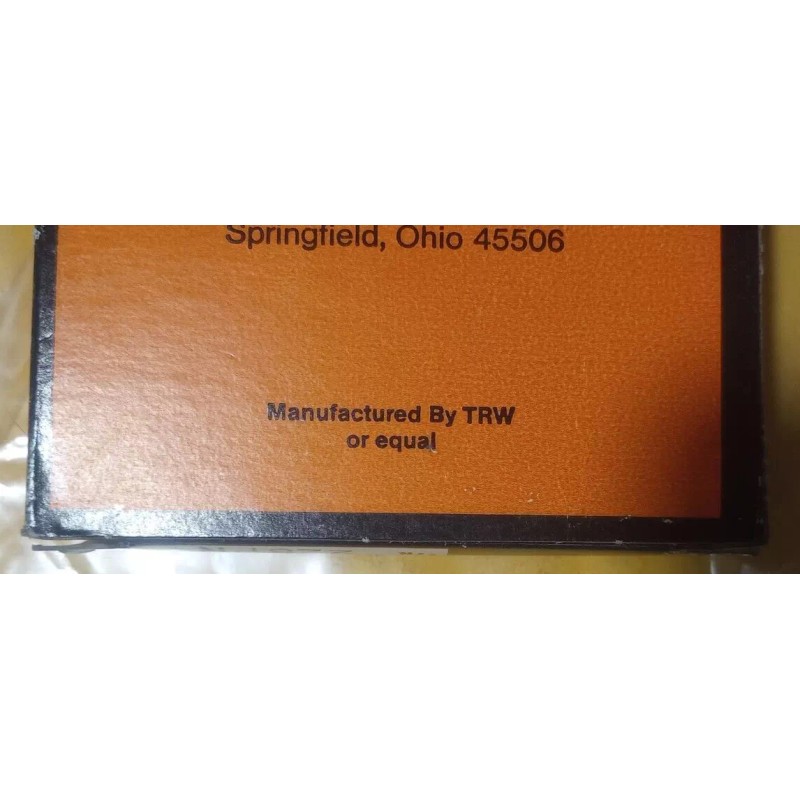 Springfield, Ohio 45506
Manufactured By TRW
or equal